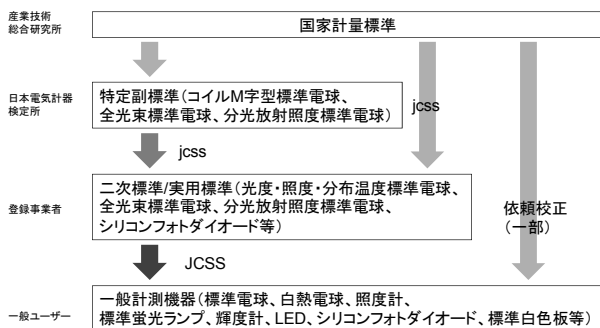 産業技術
総合研究所
国家計量標準
日本電気計器
検定所
特定副標準（コイルM字型標準電球、
全光束標準電球、分光放射照度標準電球）
jcss
jcss
登録事業者
二次標準/実用標準（光度・照度・分布温度標準電球、
全光束標準電球、分光放射照度標準電球、
シリコンフォトダイオード等）
依頼校正
（一部）
JCSS
一般ユーザー
一般計測機器（標準電球、白熱電球、照度計、
標準蛍光ランプ、輝度計、LED、シリコンフォトダイオード、標準白色板等）